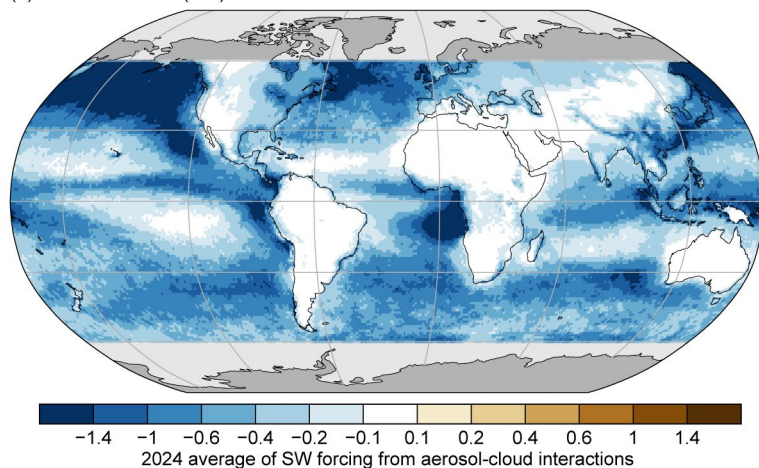 −1.4 −1 −0.6 −0.4 −0.2 −0.1 0.1 0.2 0.4 0.6 1 1.4
2024 average of SW forcing from aerosol-cloud interactions